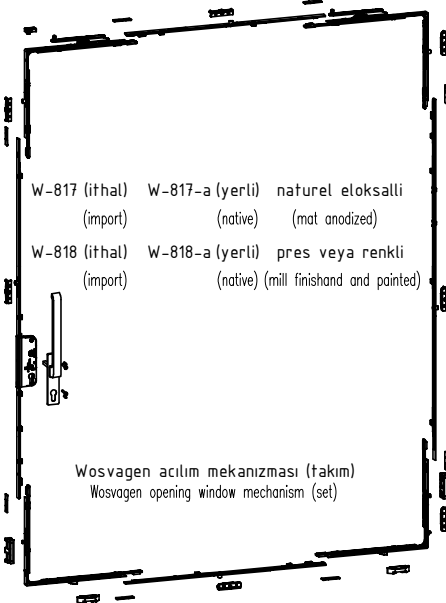 W-817 (ithal) W-817-a (yerli) naturel eloksalli
(import) (native) (mat anodized)
W-818 (ithal) W-818-a (yerli) pres veya renkli
(import) (native) (mill finishand and painted)
Wosvagen acılım mekanizması (takım)
Wosvagen opening window mechanism (set)